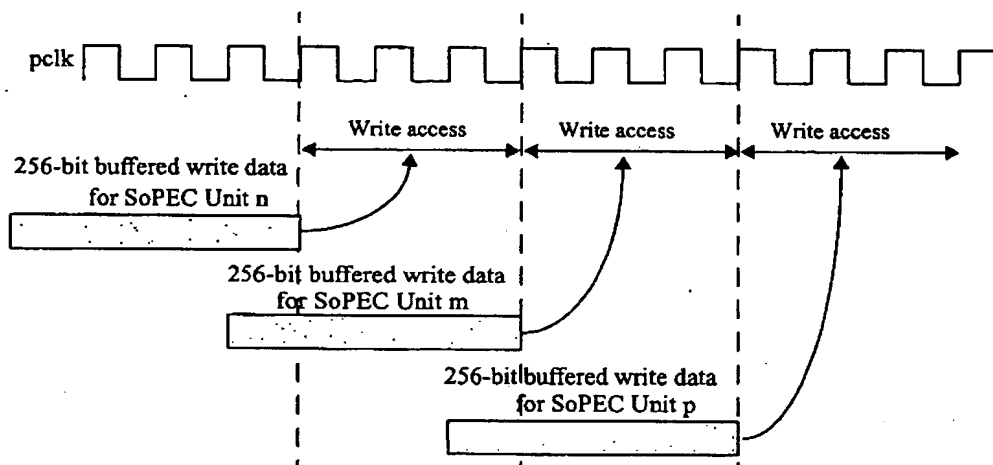 pclk
Write access
Write access
Write access
256-bit buffered write data
for SoPEC Unit n
256-bit buffered write data
for SoPEC Unit m
256-bit buffered write data
for SoPEC Unit p